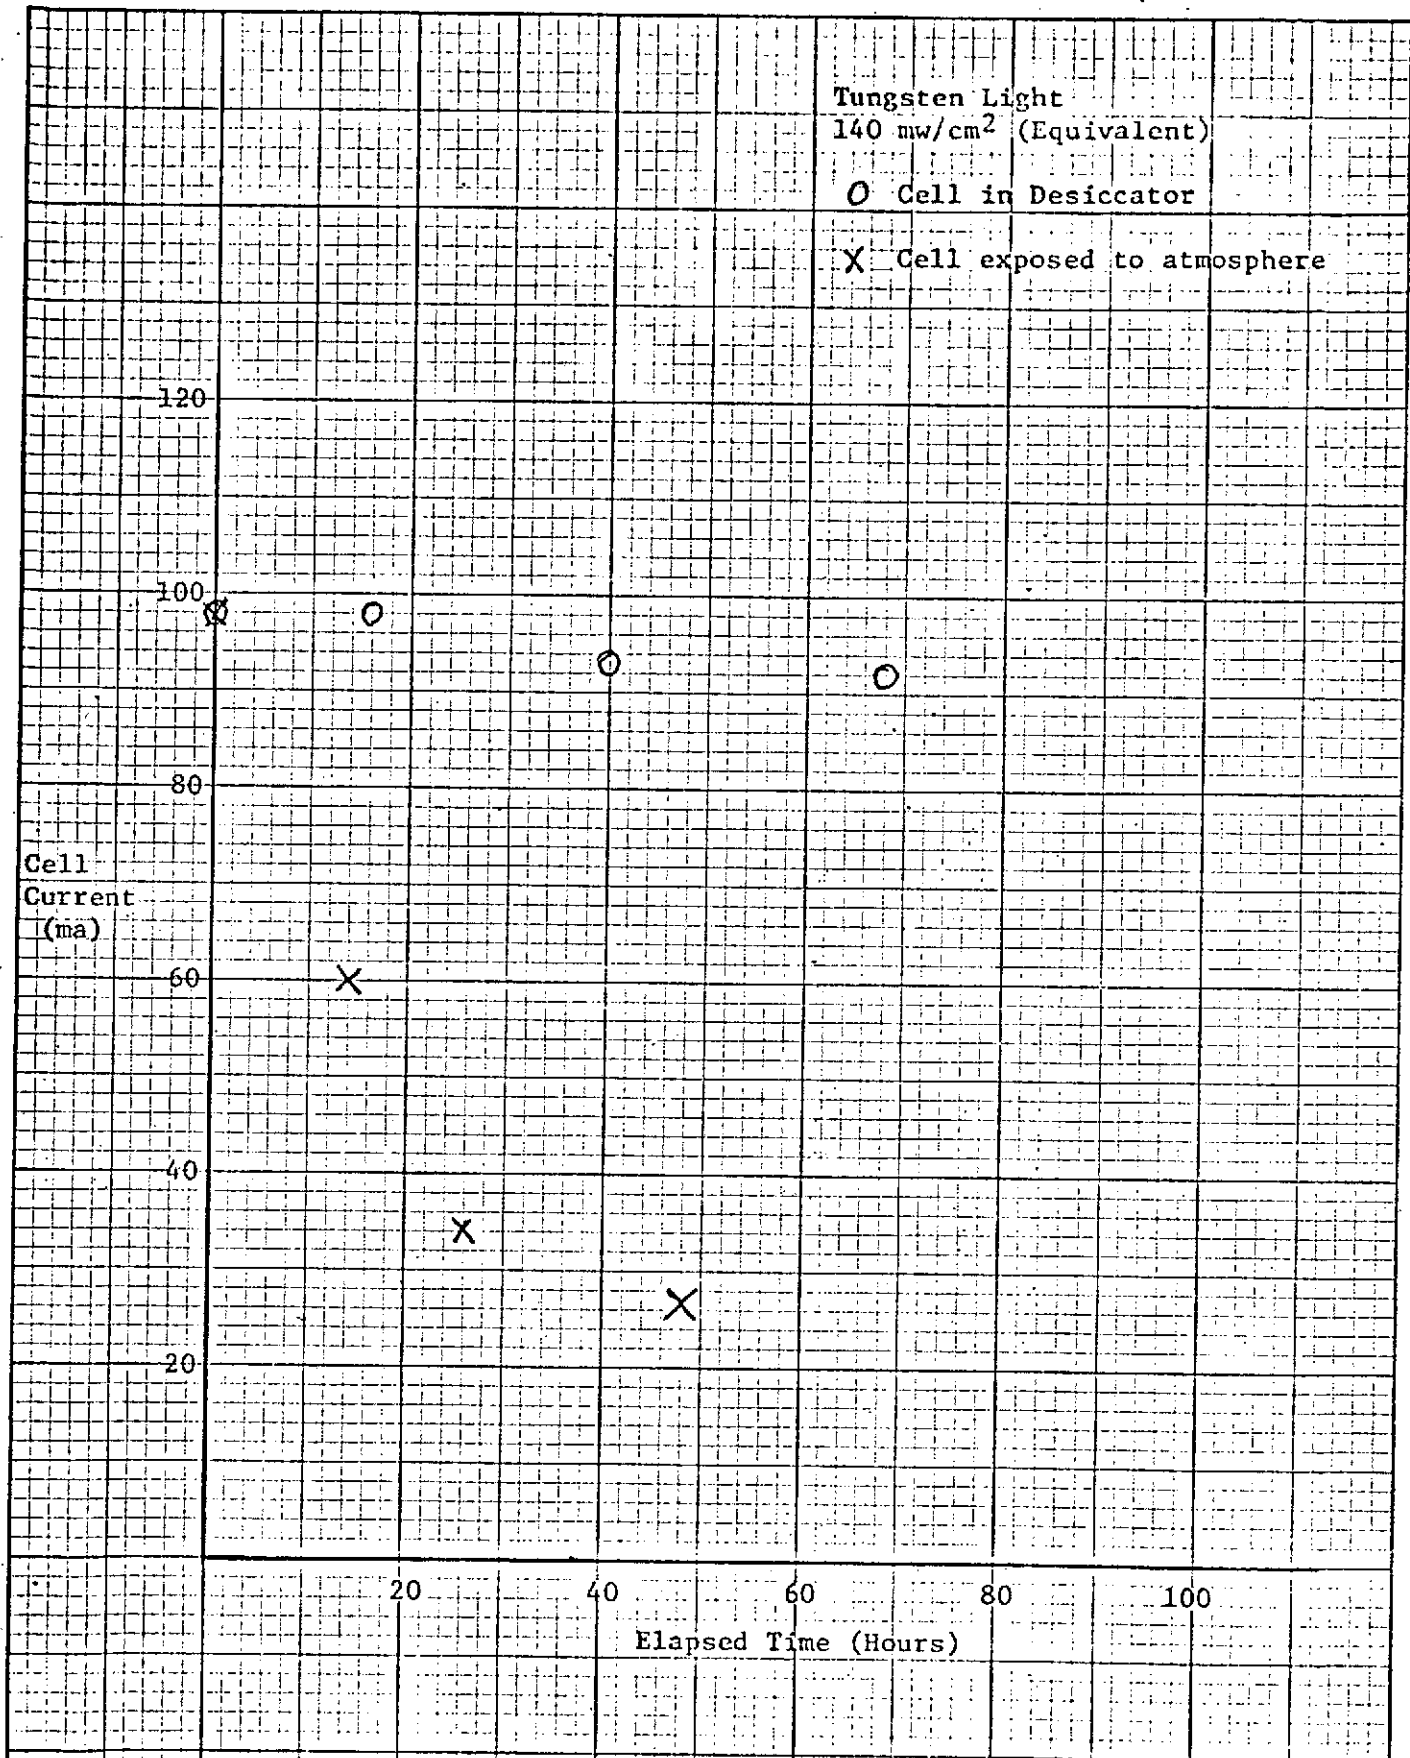 Tungsten Light
140 mw/cm² (Equivalent)
O Cell in Desiccator
X Cell exposed to atmosphere
120
100
80
Cell
Current
(ma)
60
40
20
20 40 60 80 100
Elapsed Time (Hours)